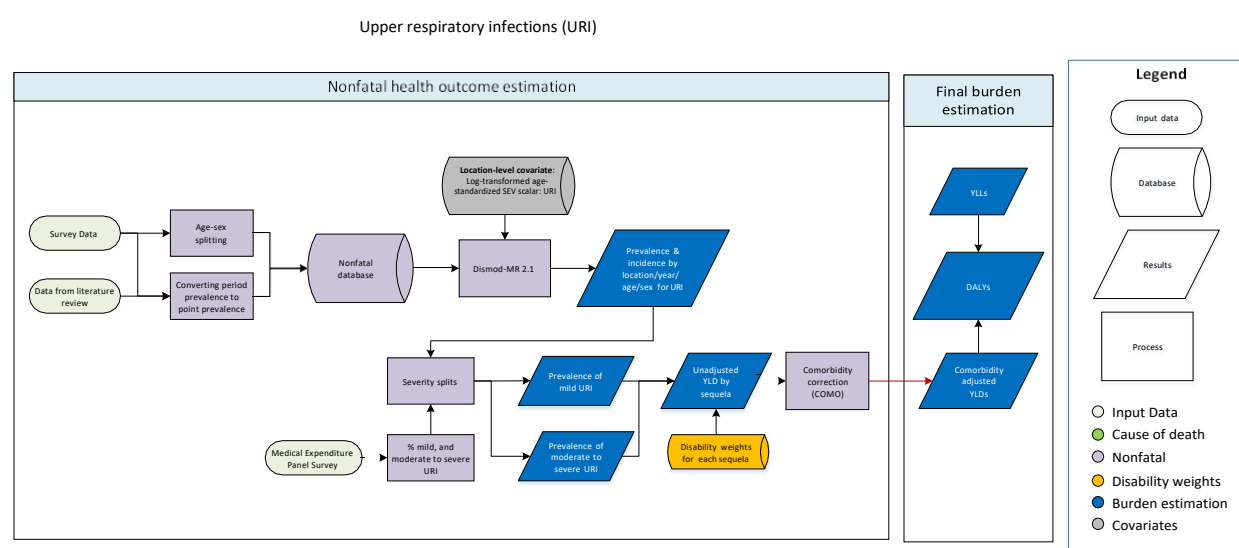 Upper respiratory infections (URI)
Nonfatal health outcome estimation
Final burden
estimation
Legend
Input data
Database
Results
Process
Input Data
Cause of death
Nonfatal
Disability weights
Burden estimation
Covariates
Location-level covariate:
Log-transformed age-
standardized SEV scalar: URI
Survey Data
Age-sex
splitting
Data from literature
review
Converting period
prevalence to
point prevalence
Nonfatal
database
Dismod-MR 2.1
Prevalence &
incidence by
location/year/
age/sex for URI
YLLs
DALYs
Severity splits
Prevalence of
mild URI
Unadjusted
YLD by
sequela
Comorbidity
correction
(COMO)
Comorbidity
adjusted
YLDs
Medical Expenditure
Panel Survey
% mild, and
moderate to severe
URI
Prevalence of
moderate to
severe URI
Disability weights
for each sequela